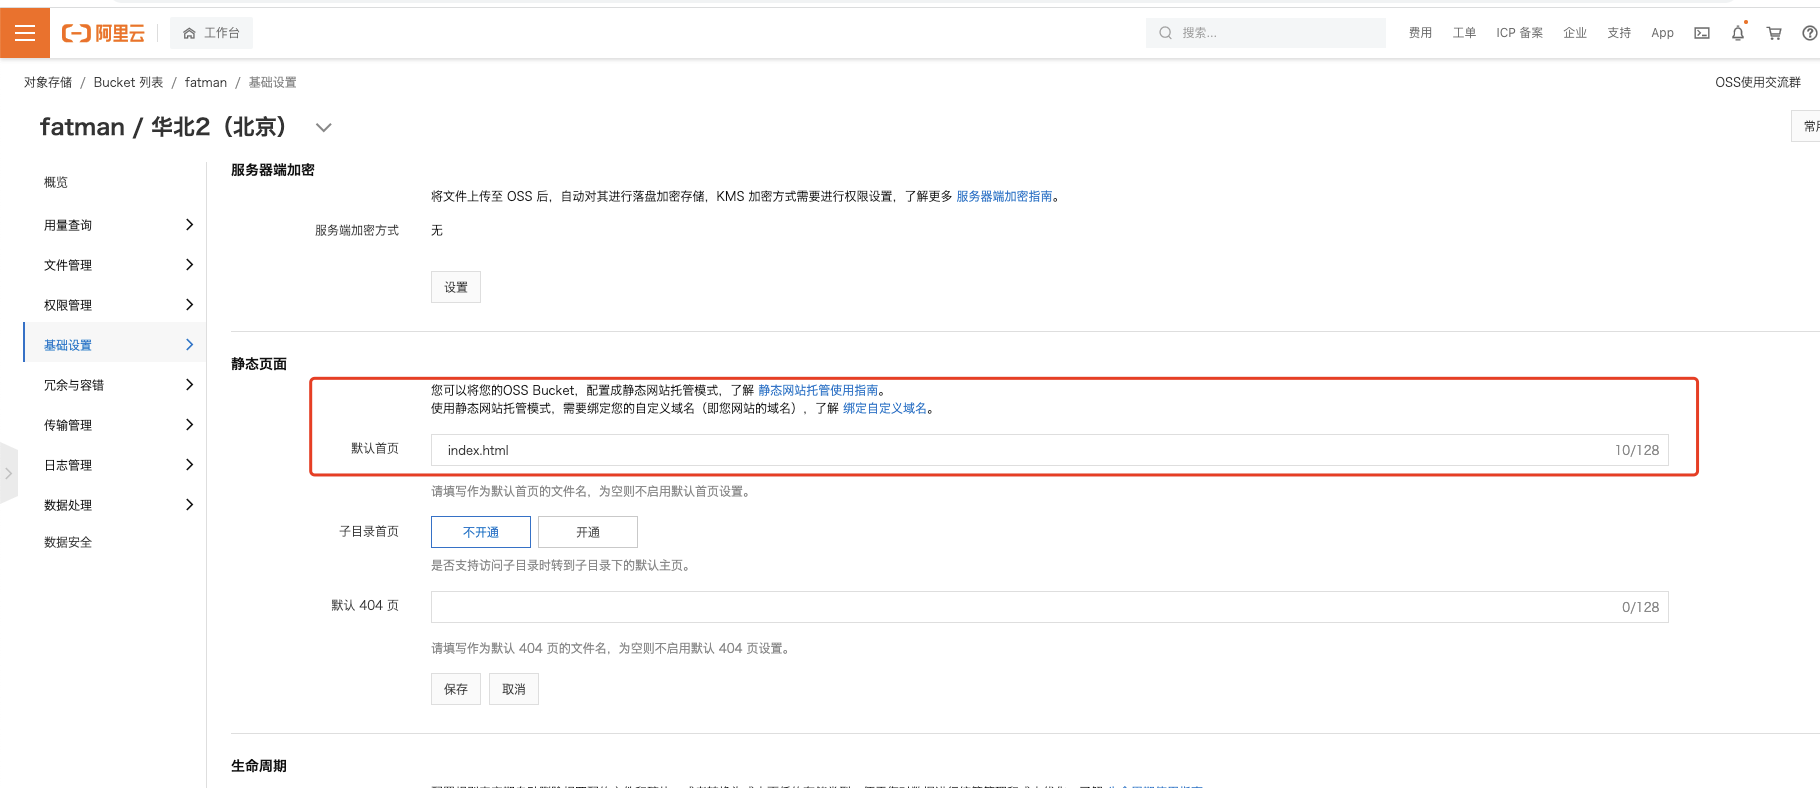 阿里云
工作台
搜索...
费用 工单 ICP 备案 企业 支持 App
对象存储 / Bucket 列表 / fatman / 基础设置
OSS使用交流群
fatman / 华北2（北京）
常
概览
用量查询
文件管理
权限管理
基础设置
冗余与容错
传输管理
日志管理
数据处理
数据安全
服务器端加密
将文件上传至 OSS 后，自动对其进行落盘加密存储，KMS 加密方式需要进行权限设置，了解更多 服务器端加密指南。
服务端加密方式 无
设置
静态页面
您可以将您的OSS Bucket，配置成静态网站托管模式，了解 静态网站托管使用指南。
使用静态网站托管模式，需要绑定您的自定义域名（即您网站的域名），了解 绑定自定义域名。
默认首页 index.html 10/128
请填写作为默认首页的文件名，为空则不启用默认首页设置。
子目录首页 不开通 开通
是否支持访问子目录时转到子目录下的默认主页。
默认 404 页 0/128
请填写作为默认 404 页的文件名，为空则不启用默认 404 页设置。
保存 取消
生命周期